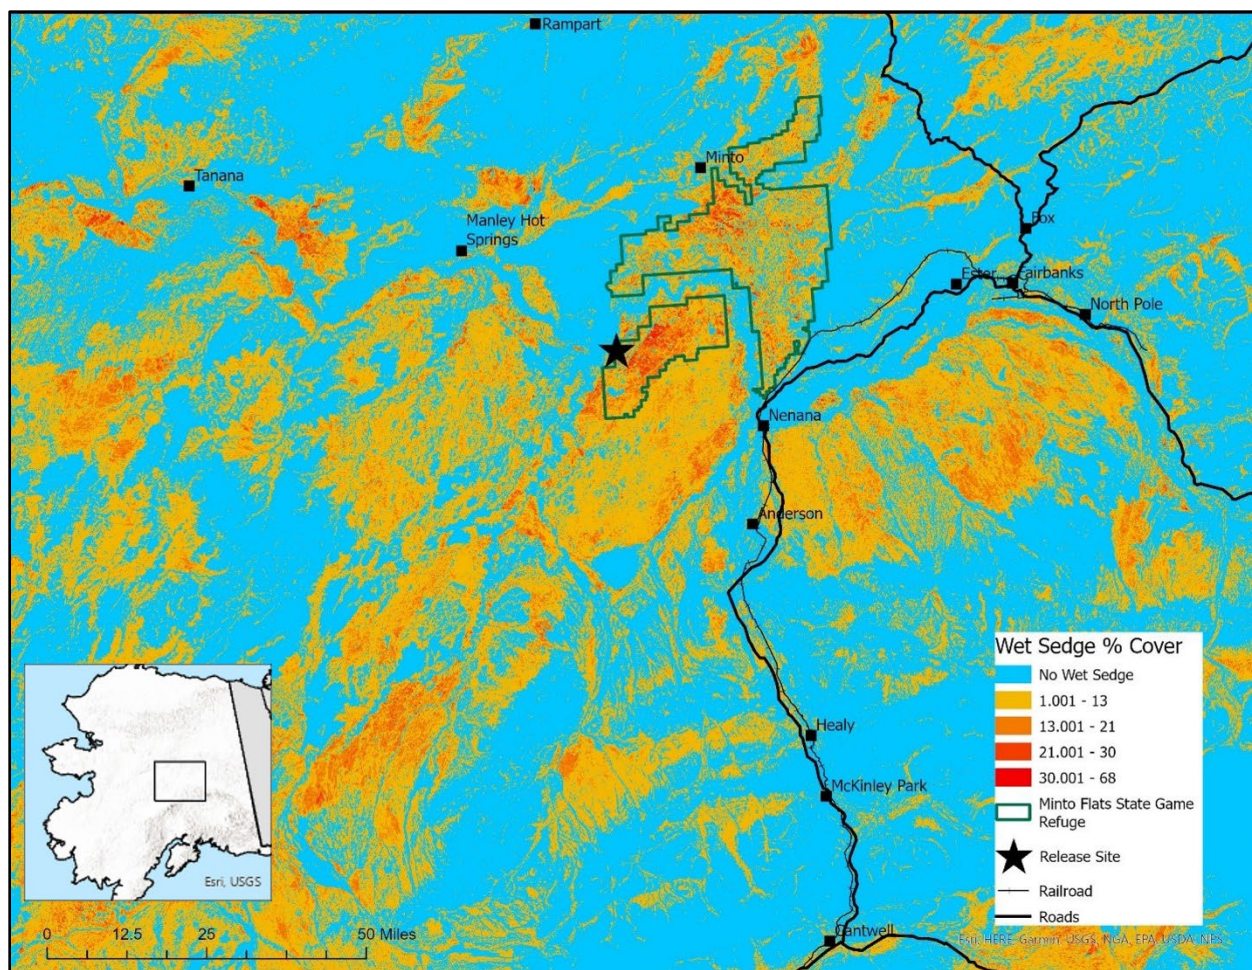 Rampart
Minto
Tanana
Manley Hot
Springs
Fox
Ester
Fairbanks
North Pole
Nenana
Anderson
Healy
McKinley Park
Cantwell
Wet Sedge % Cover
No Wet Sedge
1.001 - 13
13.001 - 21
21.001 - 30
30.001 - 68
Minto Flats State Game
Refuge
Release Site
Railroad
Roads
Esri, USGS
0 12.5 25 50 Miles
Esri, HERE, Garmin, USGS, NGA, EPA, USDA, NPS